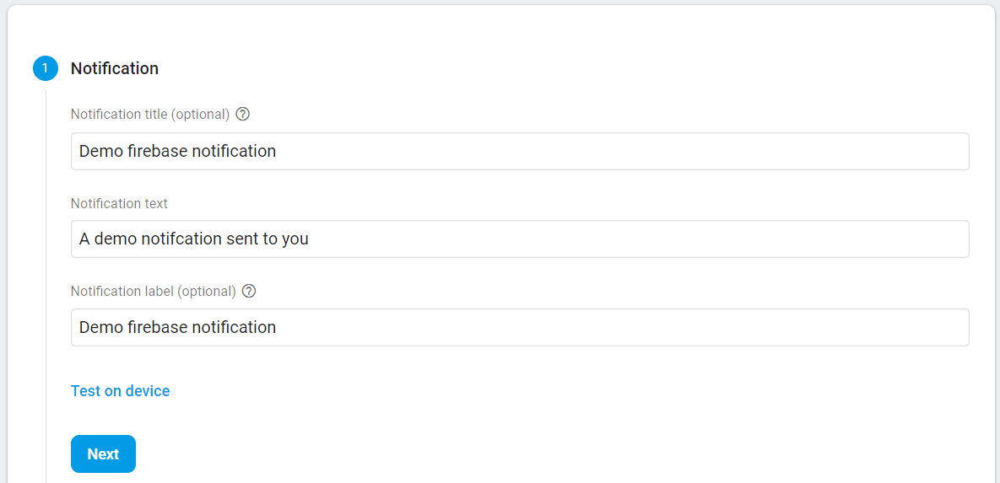 1 Notification
Notification title (optional) ?
Demo firebase notification
Notification text
A demo notifcation sent to you
Notification label (optional) ?
Demo firebase notification
Test on device
Next